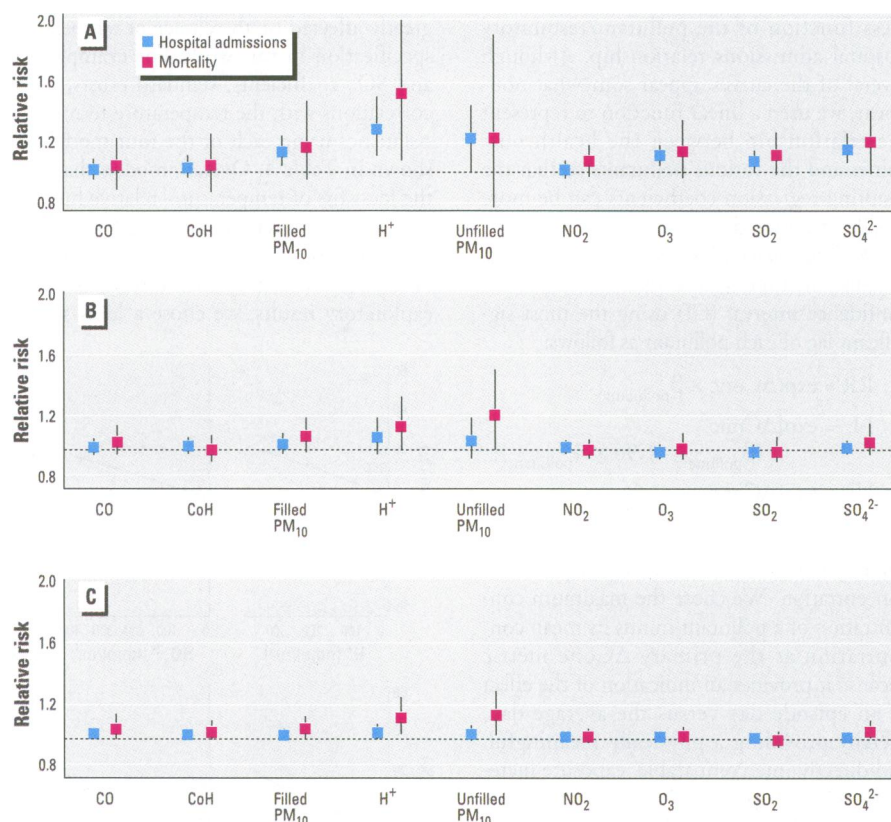 A
Hospital admissions
Mortality
Relative risk
2.0
1.6
1.2
0.8
CO
CoH
Filled PM₁₀
H⁺
Unfilled PM₁₀
NO₂
O₃
SO₂
SO₄²⁻
B
Relative risk
2.0
1.6
1.2
0.8
CO
CoH
Filled PM₁₀
H⁺
Unfilled PM₁₀
NO₂
O₃
SO₂
SO₄²⁻
C
Relative risk
2.0
1.6
1.2
0.8
CO
CoH
Filled PM₁₀
H⁺
Unfilled PM₁₀
NO₂
O₃
SO₂
SO₄²⁻